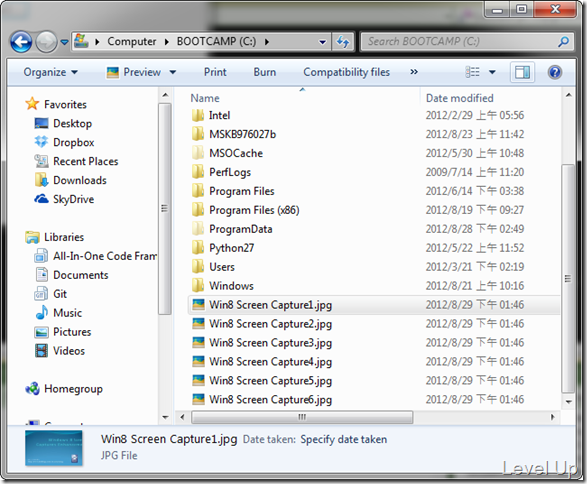 Computer BOOTCAMP (C:) Search BOOTCAMP (C:)
Organize Preview Print Burn Compatibility files »
Name Date modified
Favorites
Desktop
Dropbox
Recent Places
Downloads
SkyDrive
Libraries
All-In-One Code Fram
Documents
Git
Music
Pictures
Videos
Homegroup
Intel 2012/2/29 上午 05:56
MSKB976027b 2012/8/23 上午 11:42
MSOCache 2012/5/30 上午 10:48
PerfLogs 2009/7/14 上午 11:20
Program Files 2012/6/14 下午 03:38
Program Files (x86) 2012/8/19 下午 09:27
ProgramData 2012/8/28 下午 02:49
Python27 2012/5/22 上午 11:52
Users 2012/3/21 下午 02:19
Windows 2012/8/21 上午 10:16
Win8 Screen Capture1.jpg 2012/8/29 下午 01:46
Win8 Screen Capture2.jpg 2012/8/29 下午 01:46
Win8 Screen Capture3.jpg 2012/8/29 下午 01:46
Win8 Screen Capture4.jpg 2012/8/29 下午 01:46
Win8 Screen Capture5.jpg 2012/8/29 下午 01:46
Win8 Screen Capture6.jpg 2012/8/29 下午 01:46
Win8 Screen Capture1.jpg Date taken: Specify date taken
JPG File
Level Up